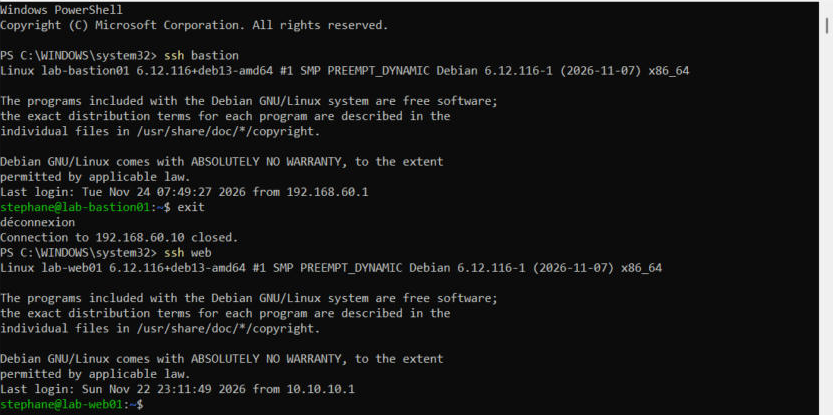 Windows PowerShell
Copyright (C) Microsoft Corporation. All rights reserved.
PS C:\WINDOWS\system32> ssh bastion
Linux lab-bastion01 6.12.116+deb13-amd64 #1 SMP PREEMPT_DYNAMIC Debian 6.12.116-1 (2026-11-07) x86_64
The programs included with the Debian GNU/Linux system are free software;
the exact distribution terms for each program are described in the
individual files in /usr/share/doc/*/copyright.
Debian GNU/Linux comes with ABSOLUTELY NO WARRANTY, to the extent
permitted by applicable law.
Last login: Tue Nov 24 07:49:27 2026 from 192.168.60.1
stephane@lab-bastion01:~$ exit
déconnexion
Connection to 192.168.60.10 closed.
PS C:\WINDOWS\system32> ssh web
Linux lab-web01 6.12.116+deb13-amd64 #1 SMP PREEMPT_DYNAMIC Debian 6.12.116-1 (2026-11-07) x86_64
The programs included with the Debian GNU/Linux system are free software;
the exact distribution terms for each program are described in the
individual files in /usr/share/doc/*/copyright.
Debian GNU/Linux comes with ABSOLUTELY NO WARRANTY, to the extent
permitted by applicable law.
Last login: Sun Nov 22 23:11:49 2026 from 10.10.10.1
stephane@lab-web01:~$